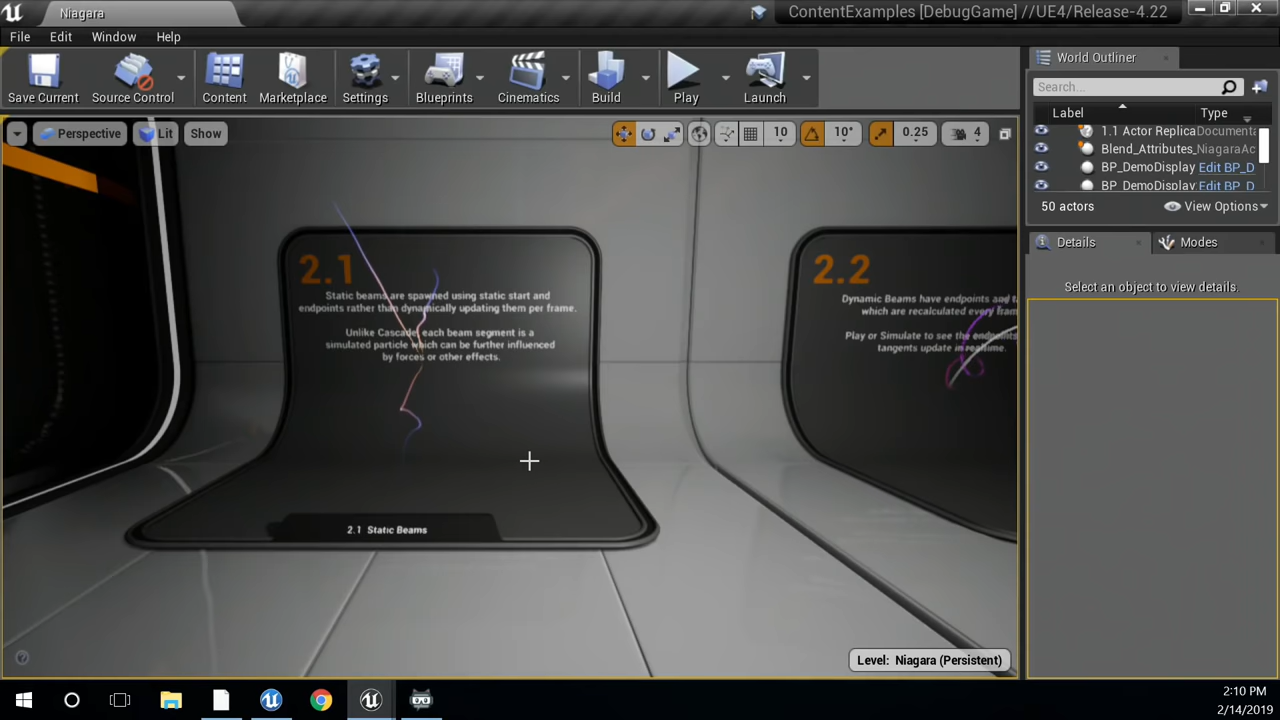 Niagara
ContentExamples [DebugGame] //UE4/Release-4.22
File Edit Window Help
Save Current Source Control Content Marketplace Settings Blueprints Cinematics Build Play Launch
World Outliner
Search...
Label Type
1.1 Actor Replica Documenta
Blend_Attributes_ NiagaraAc
BP_DemoDisplay Edit BP_D
BP_DemoDisplay Edit BP_D
50 actors View Options
Details Modes
Select an object to view details.
Perspective Lit Show 10 10° 0.25 4
2.1
Static beams are spawned using static start and
endpoints rather than dynamically updating them per frame.
Unlike Cascade, each beam segment is a
simulated particle which can be further influenced
by forces or other effects.
2.1 Static Beams
2.2
Dynamic Beams have endpoints and t
which are recalculated every fram
Play or Simulate to see the endpoints
tangents update in realtime.
Level: Niagara (Persistent)
2:10 PM
2/14/2019